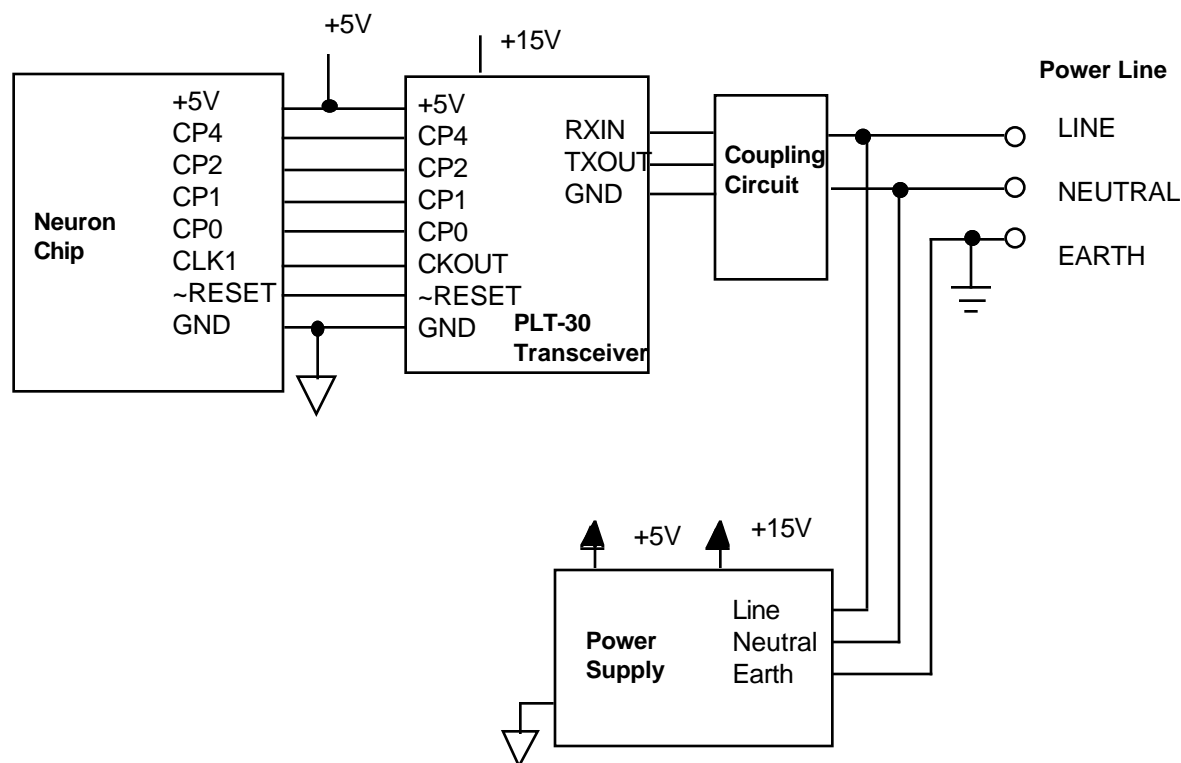 +5V
+15V
Power Line
+5V
CP4
CP2
CP1
CP0
CLK1
~RESET
GND
Neuron
Chip
+5V
CP4
CP2
CP1
CP0
CKOUT
~RESET
GND
PLT-30
Transceiver
RXIN
TXOUT
GND
Coupling
Circuit
LINE
NEUTRAL
EARTH
+5V
+15V
Line
Neutral
Earth
Power
Supply